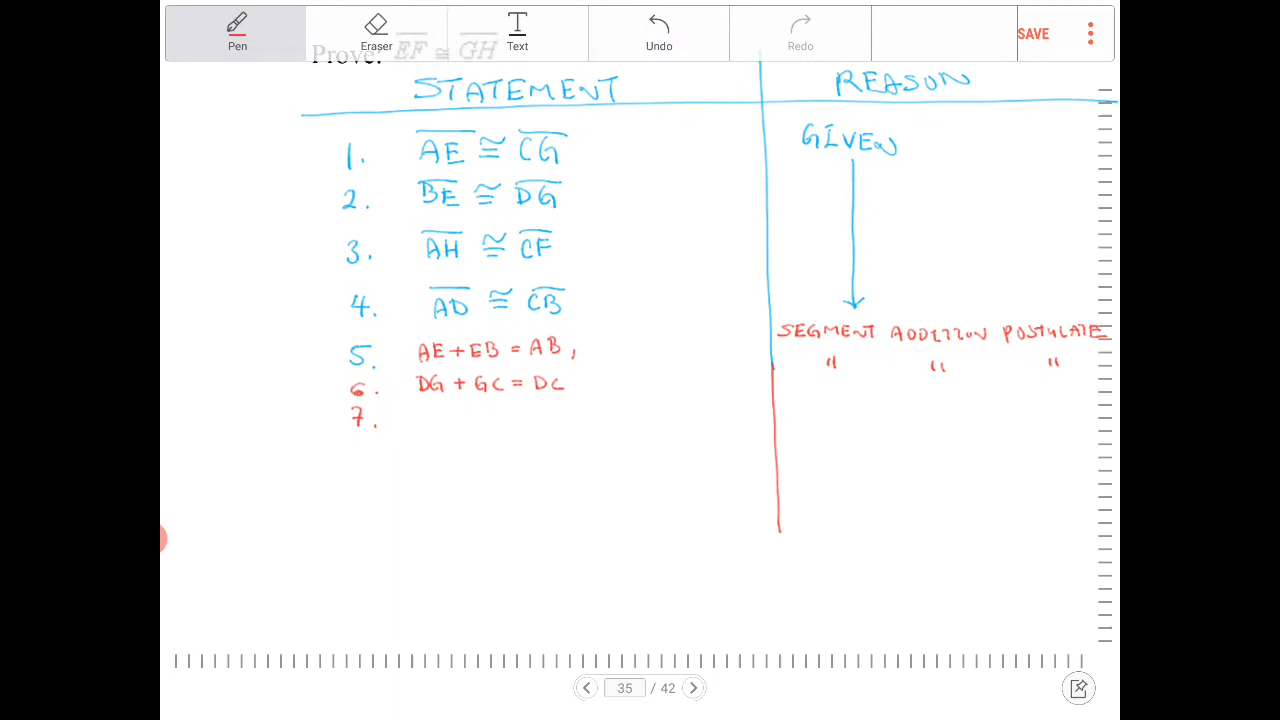 Pen Eraser Text Undo Redo SAVE
Prove: EF ≅ GH
STATEMENT REASON
1. AE ≅ CG GIVEN
2. BE ≅ DG
3. AH ≅ CF
4. AD ≅ CB
5. AE + EB = AB, SEGMENT ADDITION POSTULATE
6. DG + GC = DC " " "
7.
35 / 42